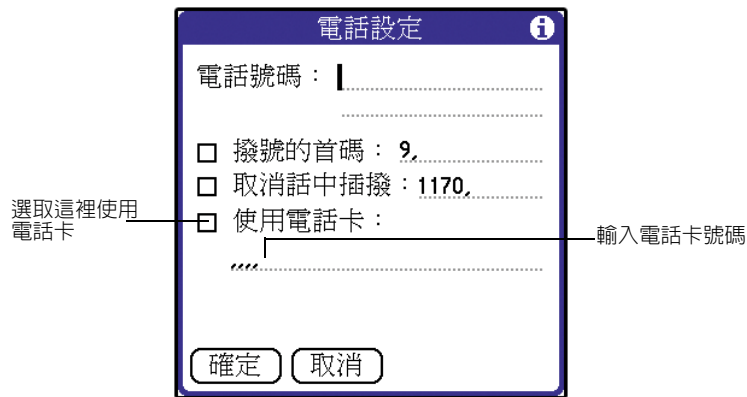 電話設定 i
電話號碼：
撥號的首碼： 9,
取消話中插撥：1170,
選取這裡使用
電話卡
使用電話卡：
,,,,
輸入電話卡號碼
確定 取消